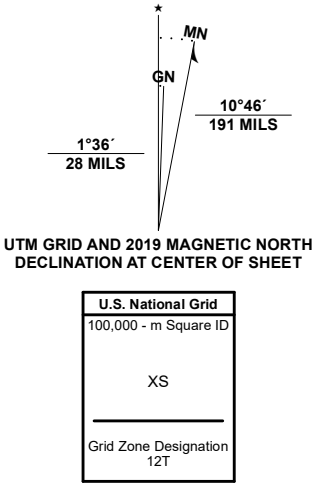 ★
MN
GN
10°46´
191 MILS
1°36´
28 MILS
UTM GRID AND 2019 MAGNETIC NORTH
DECLINATION AT CENTER OF SHEET
U.S. National Grid
100,000 - m Square ID
XS
Grid Zone Designation
12T